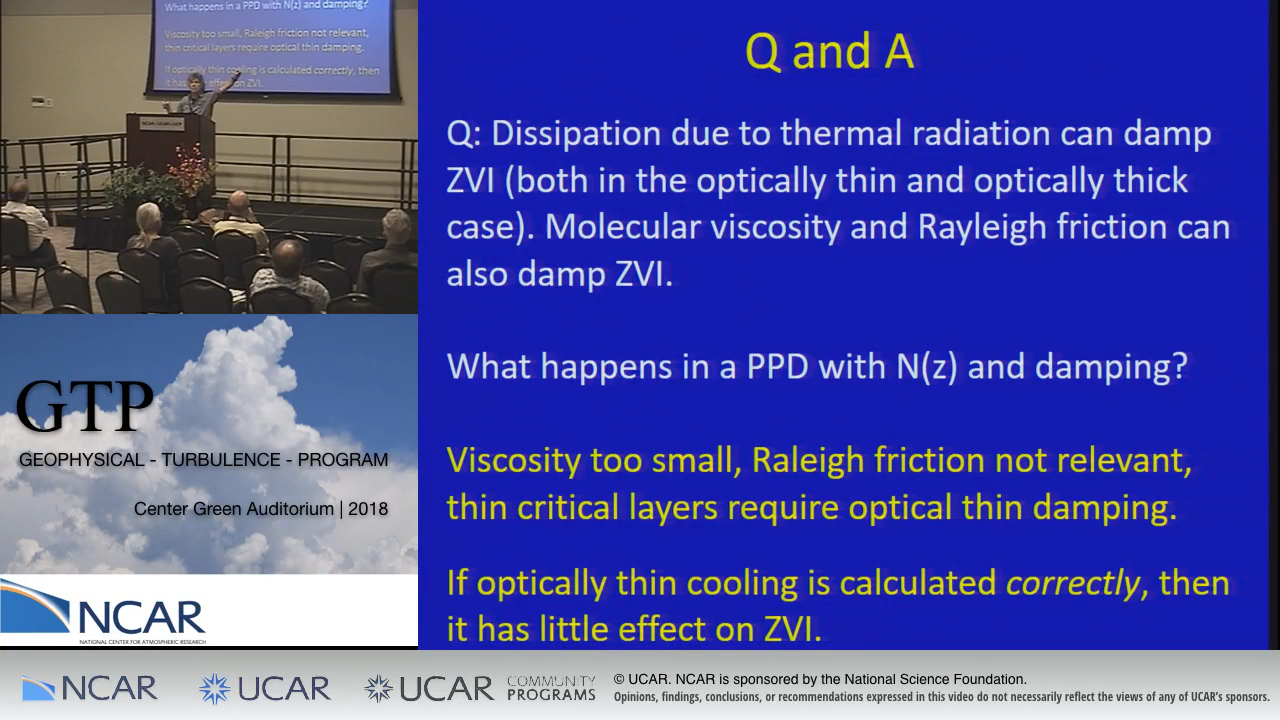 What happens in a PPD with N(z) and damping?
Viscosity too small, Raleigh friction not relevant,
thin critical layers require optical thin damping.
If optically thin cooling is calculated correctly, then
effect on ZVI.
NCAR | UCAR | UCP
Q and A
Q: Dissipation due to thermal radiation can damp
ZVI (both in the optically thin and optically thick
case). Molecular viscosity and Rayleigh friction can
also damp ZVI.
What happens in a PPD with N(z) and damping?
Viscosity too small, Raleigh friction not relevant,
thin critical layers require optical thin damping.
If optically thin cooling is calculated correctly, then
it has little effect on ZVI.
GTP
GEOPHYSICAL - TURBULENCE - PROGRAM
Center Green Auditorium | 2018
NCAR
NATIONAL CENTER FOR ATMOSPHERIC RESEARCH
NCAR
UCAR
UCAR
COMMUNITY
PROGRAMS
© UCAR. NCAR is sponsored by the National Science Foundation.
Opinions, findings, conclusions, or recommendations expressed in this video do not necessarily reflect the views of any of UCAR's sponsors.